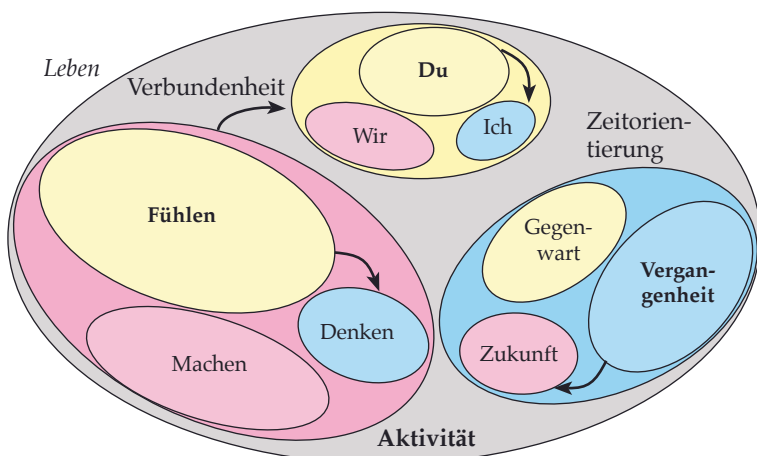 Leben
Verbundenheit
Du
Wir
Ich
Zeitorien-
tierung
Fühlen
Gegen-
wart
Vergan-
genheit
Denken
Machen
Zukunft
Aktivität